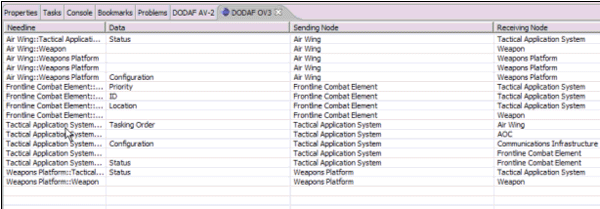 Properties Tasks Console Bookmarks Problems DODAF AV-2 DODAF OV3
Needline Data Sending Node Receiving Node
Air Wing::Tactical Applicati... Status Air Wing Tactical Application System
Air Wing::Weapon Air Wing Weapon
Air Wing::Weapons Platform Air Wing Weapons Platform
Air Wing::Weapons Platform Air Wing Weapons Platform
Air Wing::Weapons Platform Configuration Air Wing Weapons Platform
Frontline Combat Element::... Priority Frontline Combat Element Tactical Application System
Frontline Combat Element::... ID Frontline Combat Element Tactical Application System
Frontline Combat Element::... Location Frontline Combat Element Tactical Application System
Frontline Combat Element::... Frontline Combat Element Weapon
Tactical Application System... Tasking Order Tactical Application System Air Wing
Tactical Application System... Tactical Application System AOC
Tactical Application System... Configuration Tactical Application System Communications Infrastructure
Tactical Application System... Tactical Application System Frontline Combat Element
Tactical Application System... Status Tactical Application System Frontline Combat Element
Weapons Platform::Tactical... Status Weapons Platform Tactical Application System
Weapons Platform::Weapon Weapons Platform Weapon